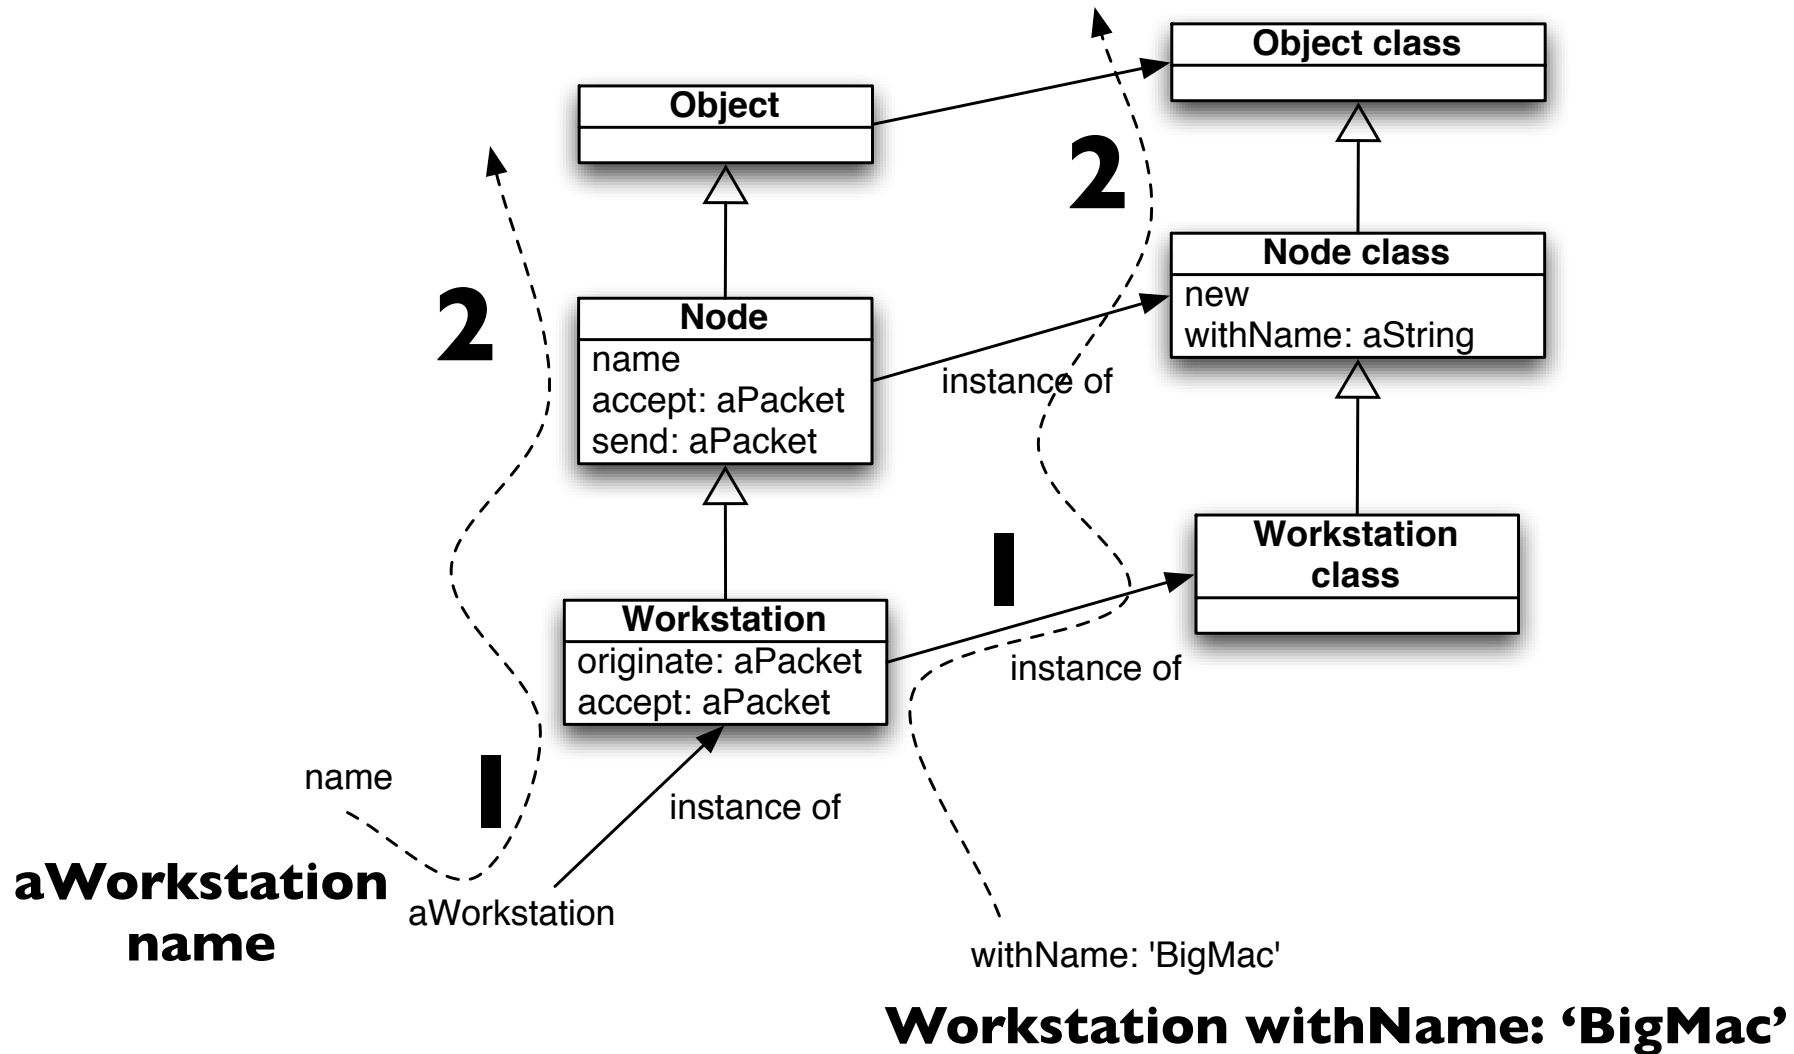 Object class
Object
2
Node class
new
withName: aString
2
Node
name
accept: aPacket
send: aPacket
instance of
Workstation
class
1
Workstation
originate: aPacket
accept: aPacket
instance of
name
1
instance of
aWorkstation
name
aWorkstation
withName: 'BigMac'
Workstation withName: ‘BigMac’